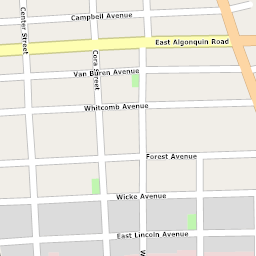 Campbell Avenue
Center Street
East Algonquin Road
Cora Street
Van Buren Avenue
Whitcomb Avenue
Forest Avenue
Wicke Avenue
East Lincoln Avenue